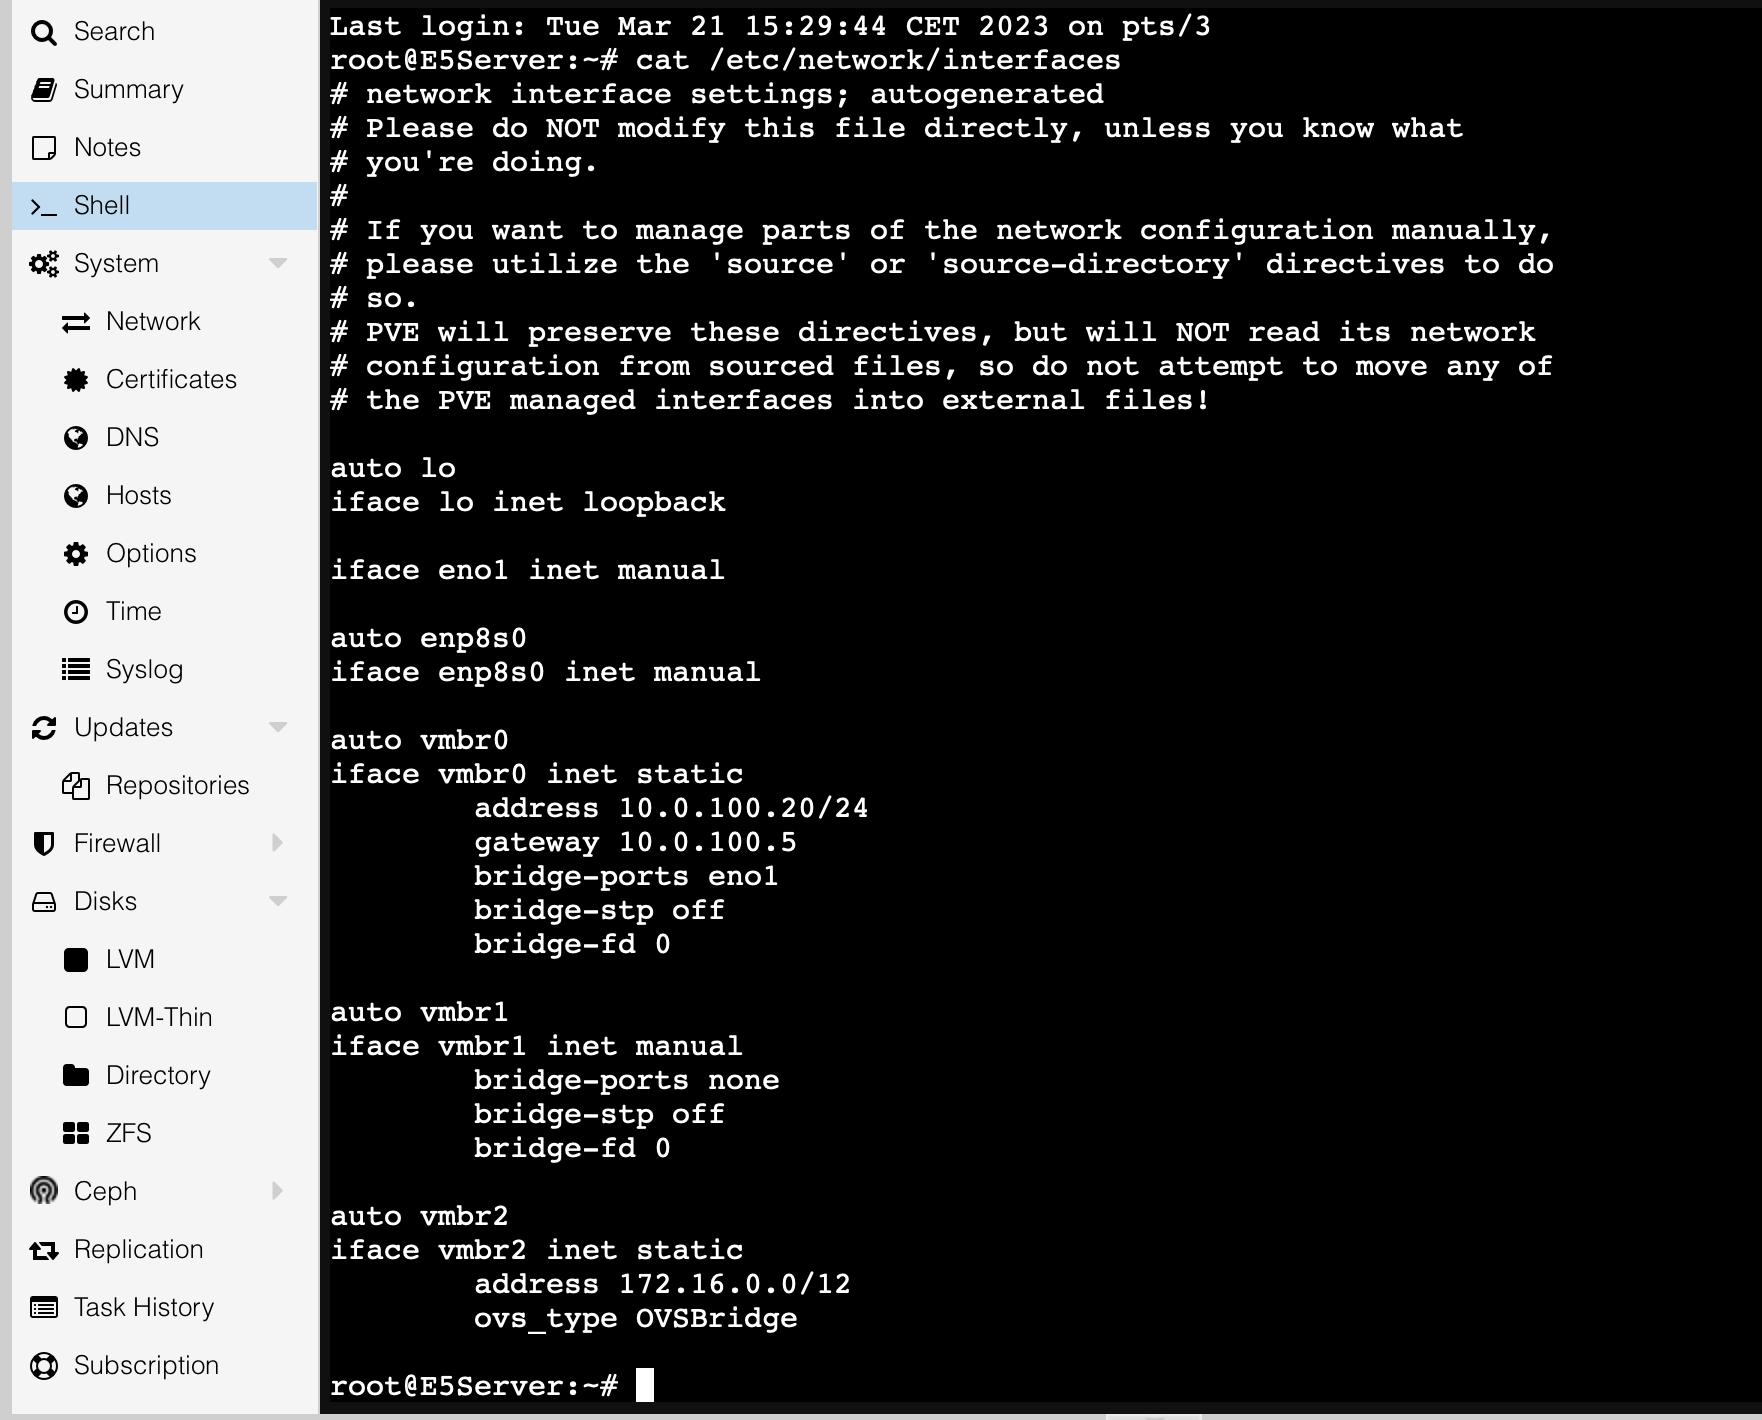 Search
Summary
Notes
Shell
System
Network
Certificates
DNS
Hosts
Options
Time
Syslog
Updates
Repositories
Firewall
Disks
LVM
LVM-Thin
Directory
ZFS
Ceph
Replication
Task History
Subscription
Last login: Tue Mar 21 15:29:44 CET 2023 on pts/3
root@E5Server:~# cat /etc/network/interfaces
# network interface settings; autogenerated
# Please do NOT modify this file directly, unless you know what
# you're doing.
#
# If you want to manage parts of the network configuration manually,
# please utilize the 'source' or 'source-directory' directives to do
# so.
# PVE will preserve these directives, but will NOT read its network
# configuration from sourced files, so do not attempt to move any of
# the PVE managed interfaces into external files!
auto lo
iface lo inet loopback
iface eno1 inet manual
auto enp8s0
iface enp8s0 inet manual
auto vmbr0
iface vmbr0 inet static
address 10.0.100.20/24
gateway 10.0.100.5
bridge-ports eno1
bridge-stp off
bridge-fd 0
auto vmbr1
iface vmbr1 inet manual
bridge-ports none
bridge-stp off
bridge-fd 0
auto vmbr2
iface vmbr2 inet static
address 172.16.0.0/12
ovs_type OVSBridge
root@E5Server:~#